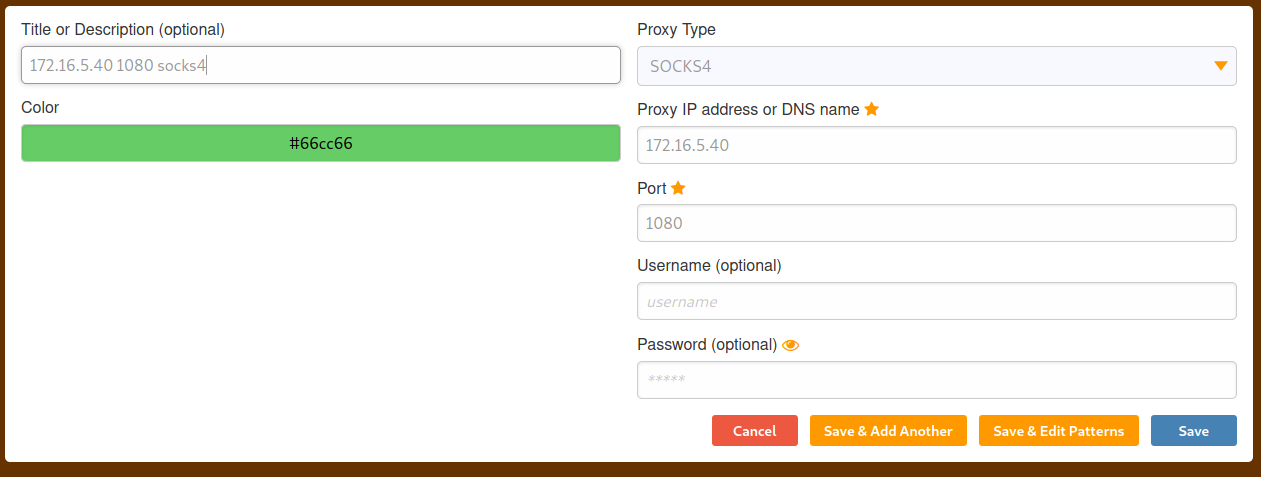 Title or Description (optional)
172.16.5.40 1080 socks4
Color
#66cc66
Proxy Type
SOCKS4
Proxy IP address or DNS name
172.16.5.40
Port
1080
Username (optional)
username
Password (optional)
*****
Cancel
Save & Add Another
Save & Edit Patterns
Save